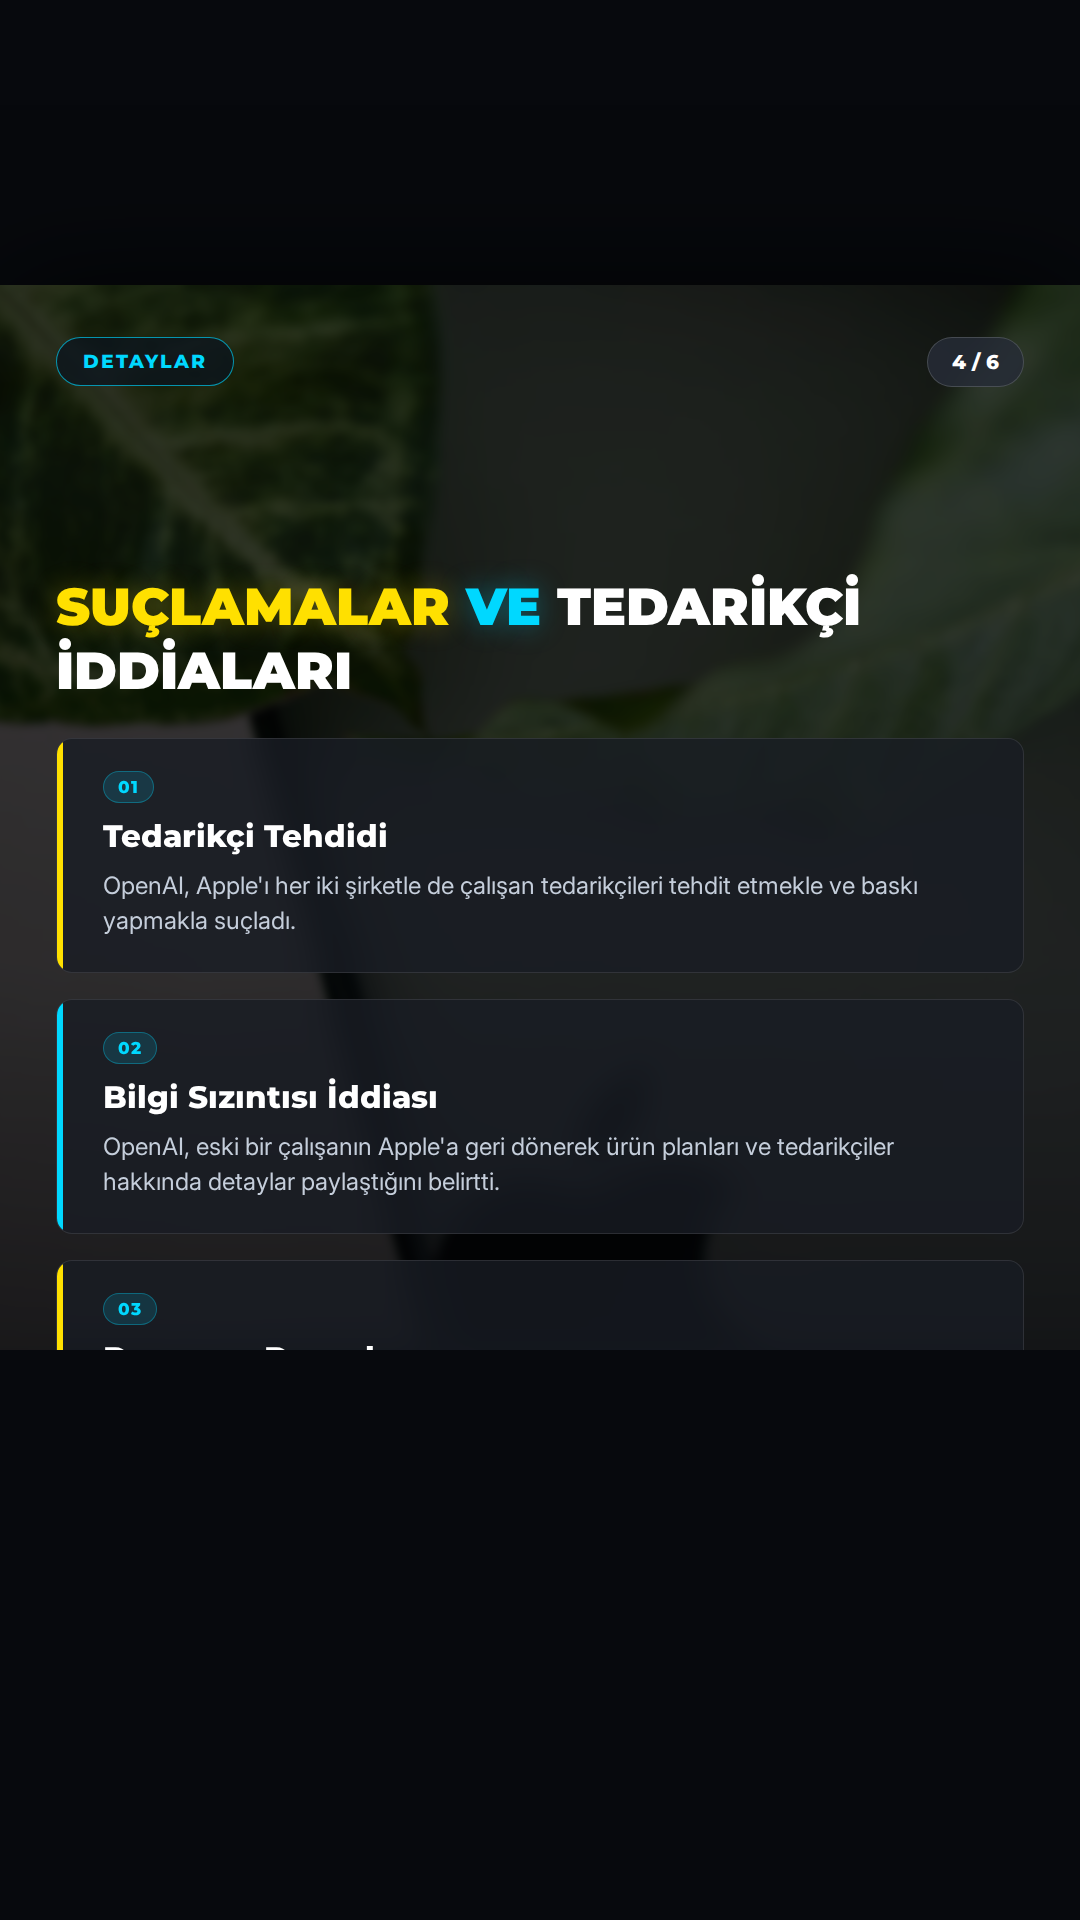 DETAYLAR
4 / 6
SUÇLAMALAR VE TEDARİKÇİ
İDDİALARI
01
Tedarikçi Tehdidi
OpenAI, Apple'ı her iki şirketle de çalışan tedarikçileri tehdit etmekle ve baskı
yapmakla suçladı.
02
Bilgi Sızıntısı İddiası
OpenAI, eski bir çalışanın Apple'a geri dönerek ürün planları ve tedarikçiler
hakkında detaylar paylaştığını belirtti.
03